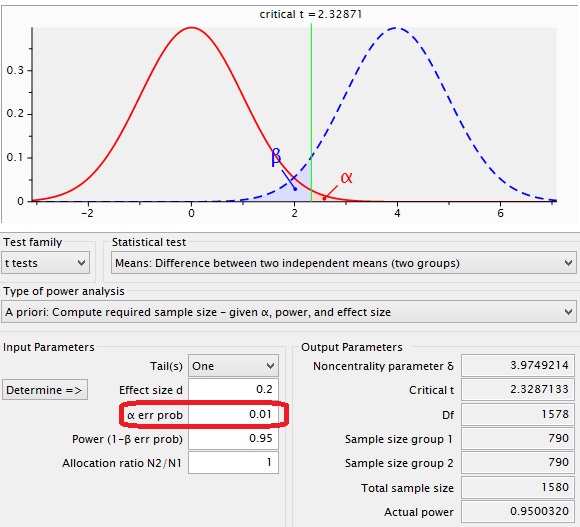 critical t = 2.32871
0.3
0.2
0.1
0
β
α
-2
0
2
4
6
Test family
Statistical test
t tests
Means: Difference between two independent means (two groups)
Type of power analysis
A priori: Compute required sample size – given α, power, and effect size
Input Parameters
Output Parameters
Tail(s) One
Noncentrality parameter δ 3.9749214
Determine => Effect size d 0.2
Critical t 2.3287133
α err prob 0.01
Df 1578
Power (1-β err prob) 0.95
Sample size group 1 790
Allocation ratio N2/N1 1
Sample size group 2 790
Total sample size 1580
Actual power 0.9500320